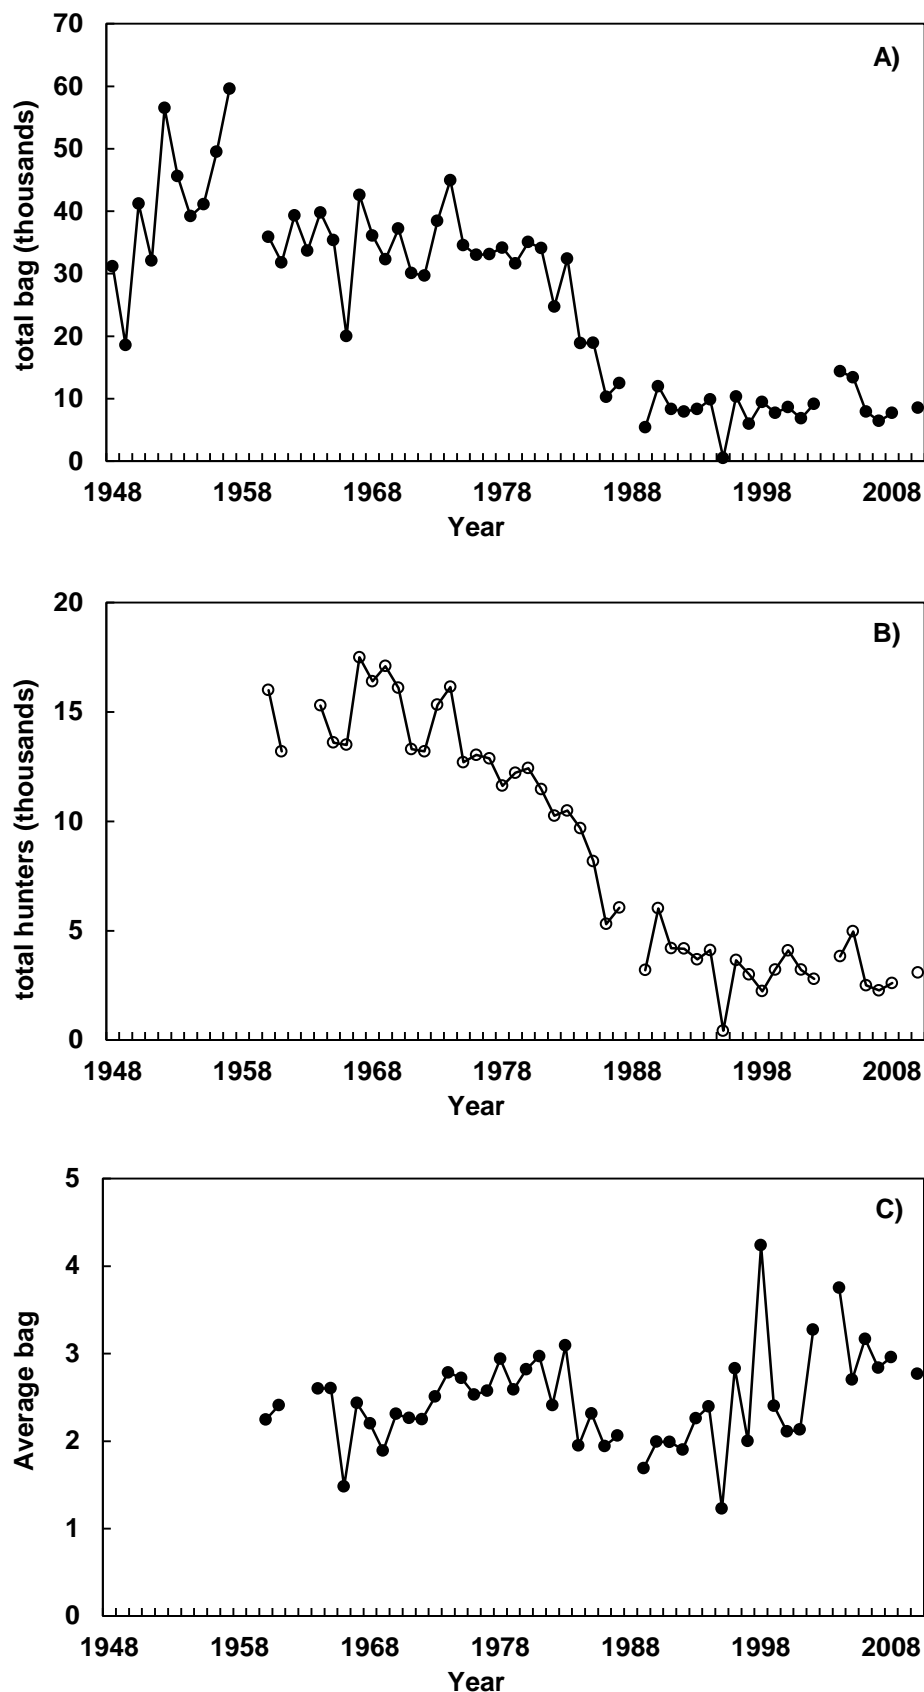 A)
total bag (thousands)
70
60
50
40
30
20
10
0
1948 1958 1968 1978 1988 1998 2008
Year
B)
total hunters (thousands)
20
15
10
5
0
1948 1958 1968 1978 1988 1998 2008
Year
C)
Average bag
5
4
3
2
1
0
1948 1958 1968 1978 1988 1998 2008
Year